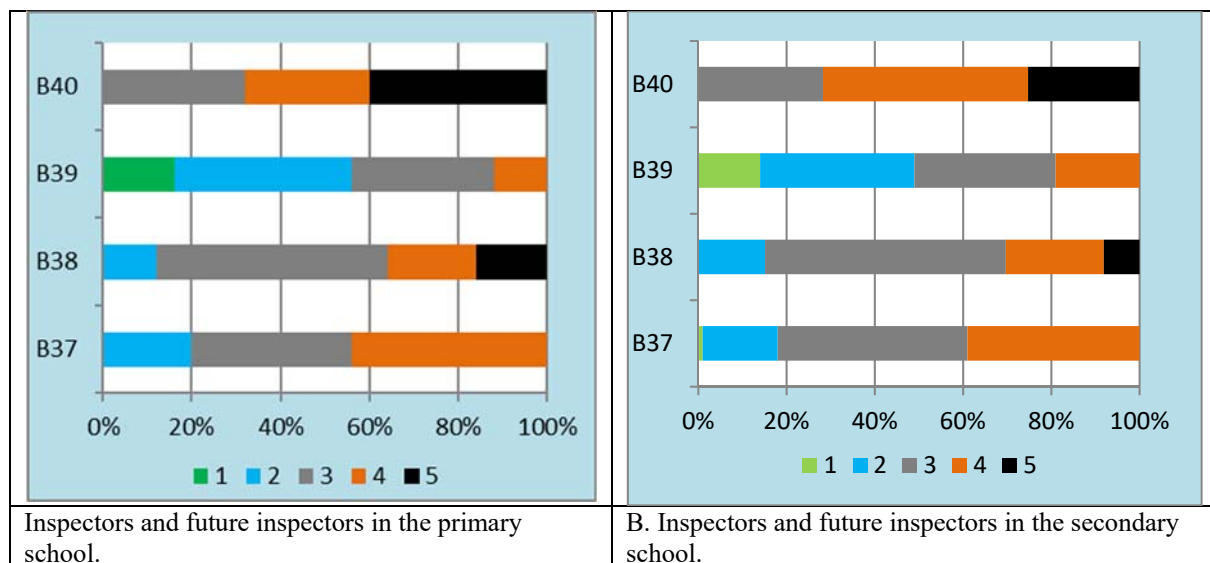 B40
B39
B38
B37
0% 20% 40% 60% 80% 100%
1 2 3 4 5
Inspectors and future inspectors in the primary
school.
B40
B39
B38
B37
0% 20% 40% 60% 80% 100%
1 2 3 4 5
B. Inspectors and future inspectors in the secondary
school.